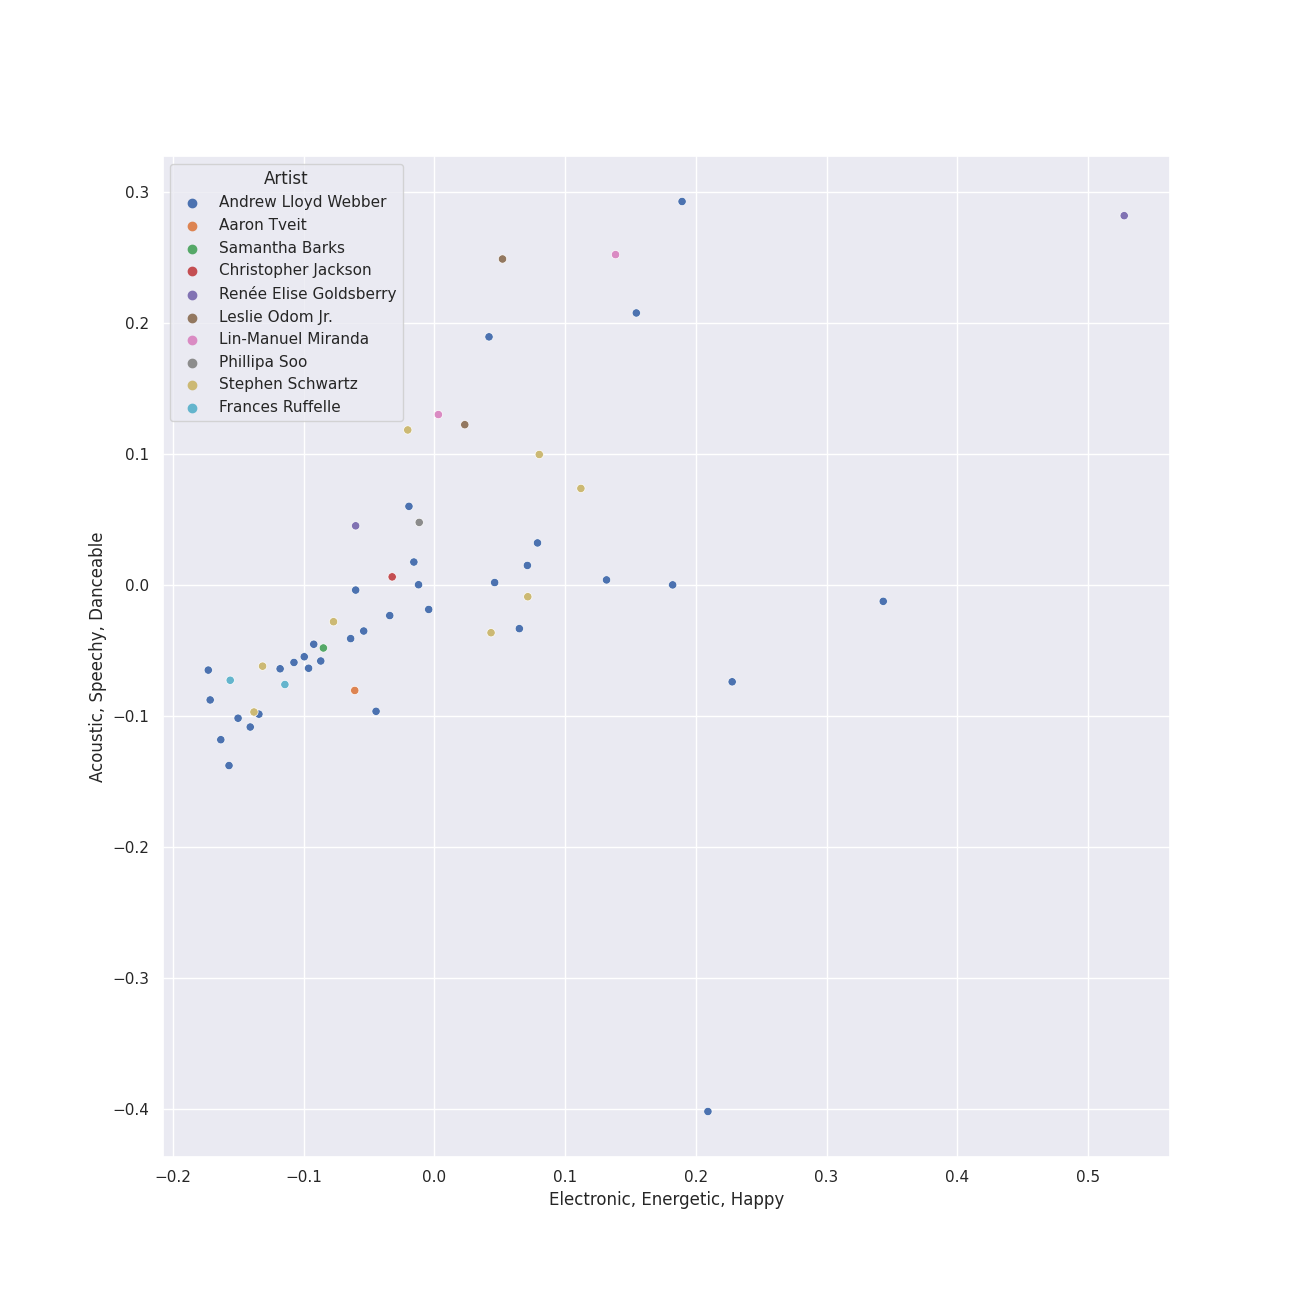 Artist
Andrew Lloyd Webber
Aaron Tveit
Samantha Barks
Christopher Jackson
Renée Elise Goldsberry
Leslie Odom Jr.
Lin-Manuel Miranda
Phillipa Soo
Stephen Schwartz
Frances Ruffelle
0.3
0.2
0.1
0.0
−0.1
−0.2
−0.3
−0.4
Acoustic, Speechy, Danceable
−0.2 −0.1 0.0 0.1 0.2 0.3 0.4 0.5
Electronic, Energetic, Happy